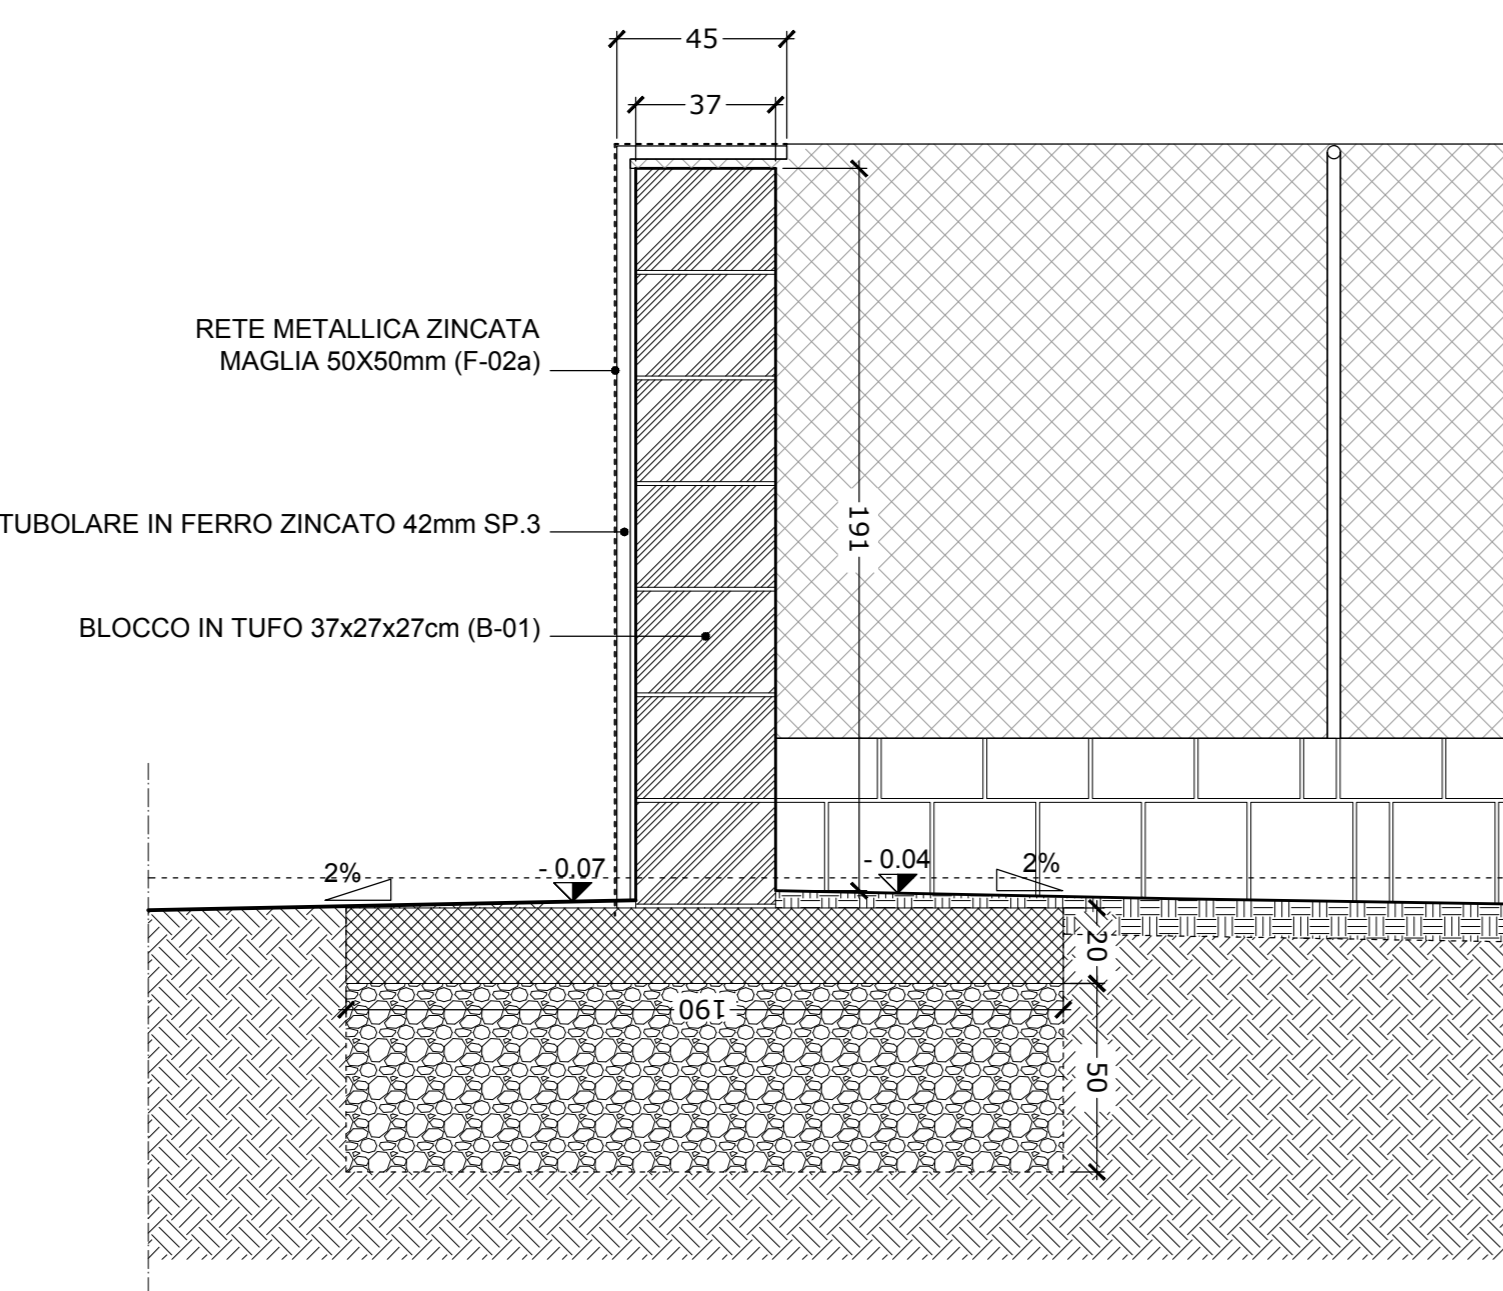 45
37
RETE METALLICA ZINCATA
MAGLIA 50X50mm (F-02a)
TUBOLARE IN FERRO ZINCATO 42mm SP.3
191
BLOCCO IN TUFO 37x27x27cm (B-01)
2%
- 0.07
- 0.04
2%
20
190
50